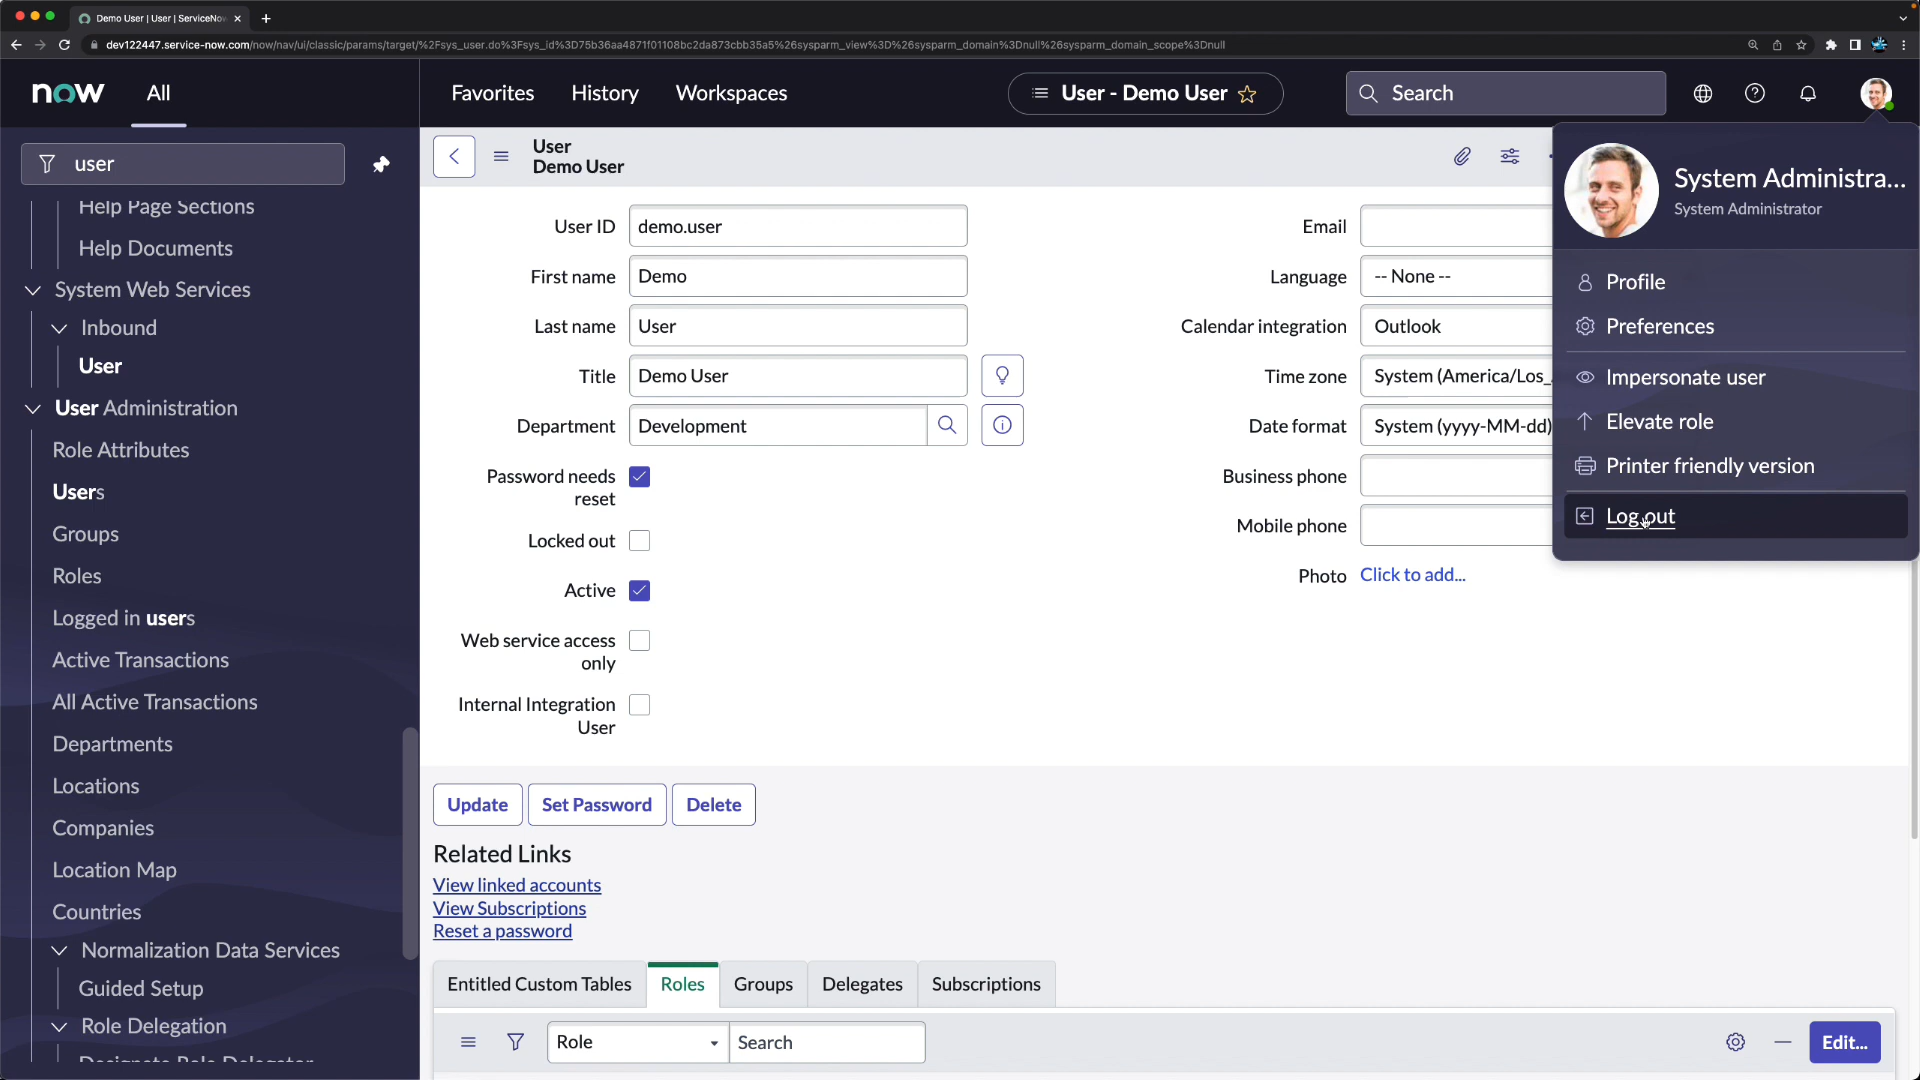 Demo User | User | ServiceNow
dev122447.service-now.com/now/nav/ui/classic/params/target/%2Fsys_user.do%3Fsys_id%3D75b36aa4871f01108bc2da873cbb35a5%26sysparm_view%3D%26sysparm_domain%3Dnull%26sysparm_domain_scope%3Dnull
now
All
Favorites
History
Workspaces
User - Demo User
Search
user
Help Page Sections
Help Documents
System Web Services
Inbound
User
User Administration
Role Attributes
Users
Groups
Roles
Logged in users
Active Transactions
All Active Transactions
Departments
Locations
Companies
Location Map
Countries
Normalization Data Services
Guided Setup
Role Delegation
User
Demo User
User ID
demo.user
First name
Demo
Last name
User
Title
Demo User
Department
Development
Password needs
reset
Locked out
Active
Web service access
only
Internal Integration
User
Email
Language
-- None --
Calendar integration
Outlook
Time zone
System (America/Los_
Date format
System (yyyy-MM-dd)
Business phone
Mobile phone
Photo
Click to add...
System Administra...
System Administrator
Profile
Preferences
Impersonate user
Elevate role
Printer friendly version
Log out
Update
Set Password
Delete
Related Links
View linked accounts
View Subscriptions
Reset a password
Entitled Custom Tables
Roles
Groups
Delegates
Subscriptions
Role
Search
Edit...